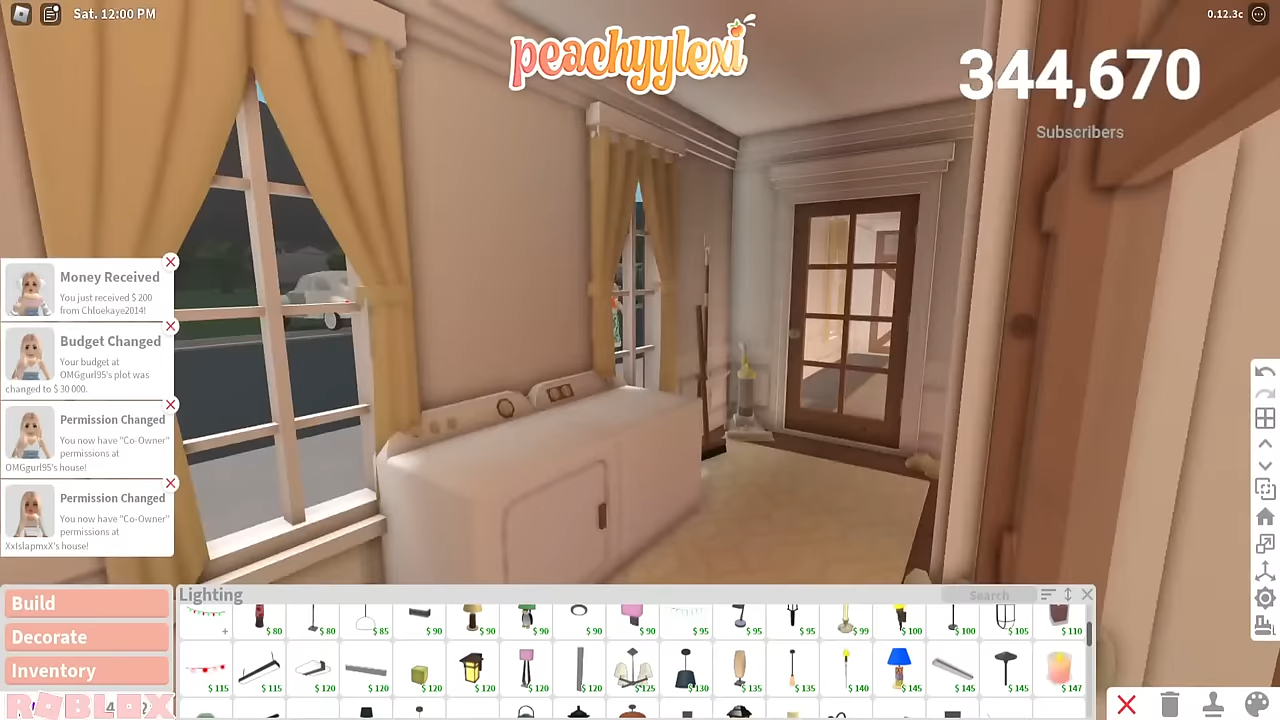 Sat. 12:00 PM
peachyylexi
0.12.3c
344,670
Subscribers
Money Received
You just received $ 200
from Chloekaye2014!
Budget Changed
Your budget at
OMGgurl95's plot was
changed to $ 30 000.
Permission Changed
You now have "Co-Owner"
permissions at
OMGgurl95's house!
Permission Changed
You now have "Co-Owner"
permissions at
XxIslapmxX's house!
Build
Decorate
Inventory
ROBLOX
Lighting
Search
+ $ 80 $ 80 $ 85 $ 90 $ 90 $ 90 $ 90 $ 90 $ 95 $ 95 $ 95 $ 99 $ 100 $ 100 $ 105 $ 110
$ 115 $ 115 $ 120 $ 120 $ 120 $ 120 $ 120 $ 120 $ 125 $ 130 $ 135 $ 135 $ 140 $ 145 $ 145 $ 145 $ 147